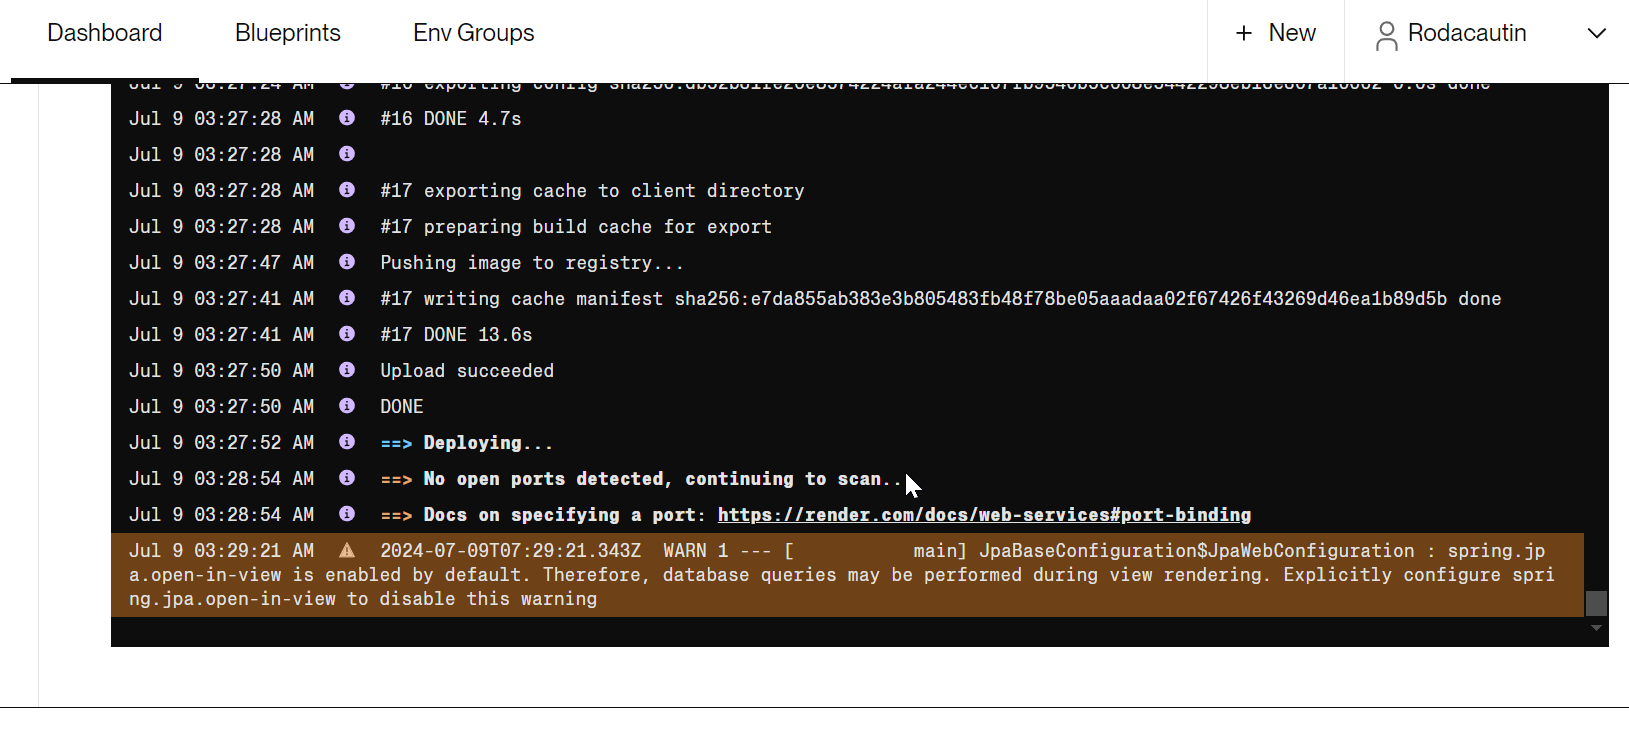 Dashboard Blueprints Env Groups + New Rodacautin
Jul 9 03:27:28 AM #16 DONE 4.7s
Jul 9 03:27:28 AM
Jul 9 03:27:28 AM #17 exporting cache to client directory
Jul 9 03:27:28 AM #17 preparing build cache for export
Jul 9 03:27:47 AM Pushing image to registry...
Jul 9 03:27:41 AM #17 writing cache manifest sha256:e7da855ab383e3b805483fb48f78be05aaadaa02f67426f43269d46ea1b89d5b done
Jul 9 03:27:41 AM #17 DONE 13.6s
Jul 9 03:27:50 AM Upload succeeded
Jul 9 03:27:50 AM DONE
Jul 9 03:27:52 AM ==> Deploying...
Jul 9 03:28:54 AM ==> No open ports detected, continuing to scan..
Jul 9 03:28:54 AM ==> Docs on specifying a port: https://render.com/docs/web-services#port-binding
Jul 9 03:29:21 AM 2024-07-09T07:29:21.343Z WARN 1 --- [ main] JpaBaseConfiguration$JpaWebConfiguration : spring.jp
a.open-in-view is enabled by default. Therefore, database queries may be performed during view rendering. Explicitly configure spri
ng.jpa.open-in-view to disable this warning